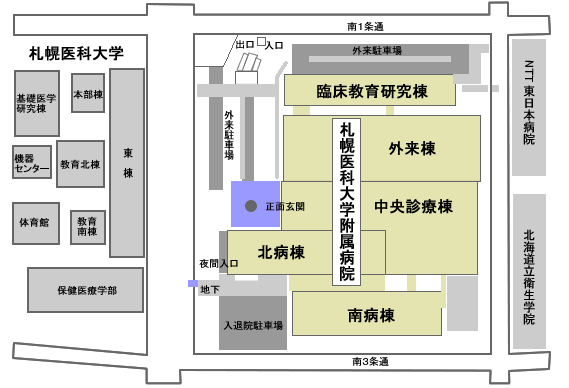 南1条通
札幌医科大学
出口
入口
外来駐車場
臨床教育研究棟
基礎医学
研究棟
本部棟
東棟
外来駐車場
札幌医科大学附属病院
外来棟
NTT東日本病院
機器
センター
教育北棟
正面玄関
中央診療棟
体育館
教育
南棟
北病棟
夜間入口
北海道立衛生学院
地下
保健医療学部
入退院駐車場
南病棟
南3条通